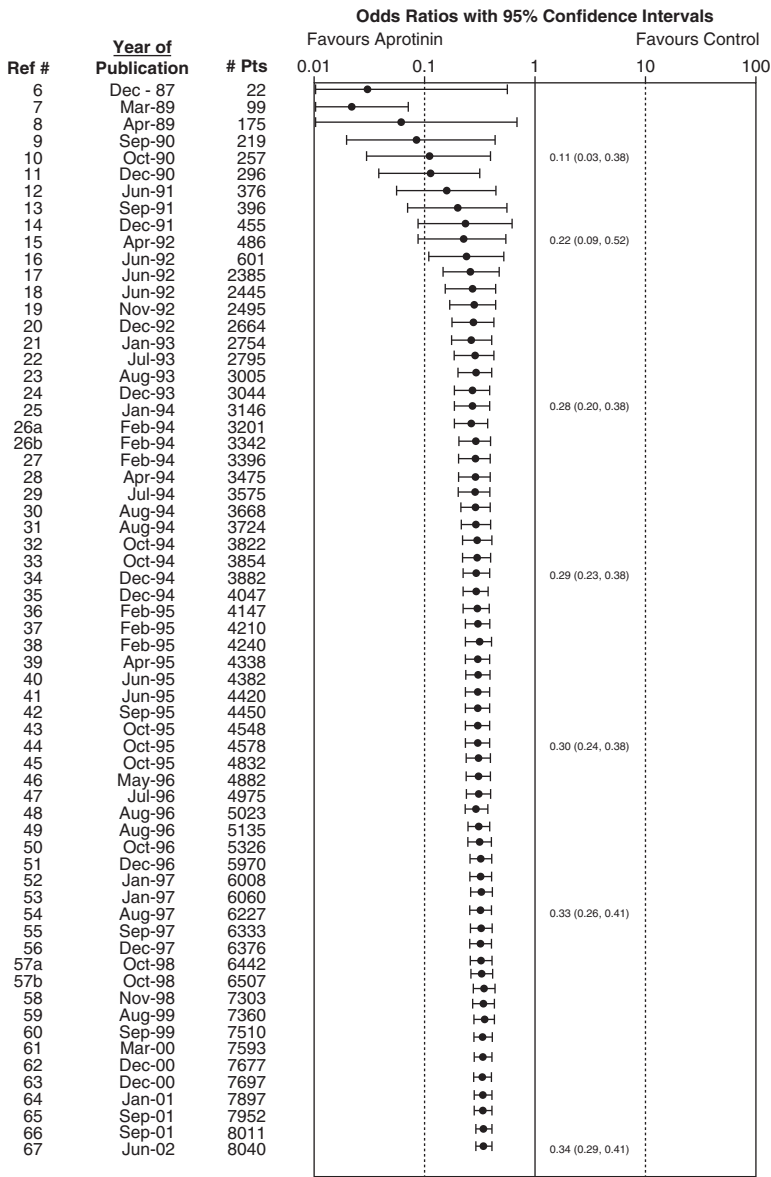 Odds Ratios with 95% Confidence Intervals
Favours Aprotinin Favours Control
Year of
Ref # Publication # Pts 0.01 0.1 1 10 100
6 Dec - 87 22
7 Mar-89 99
8 Apr-89 175
9 Sep-90 219
10 Oct-90 257 0.11 (0.03, 0.38)
11 Dec-90 296
12 Jun-91 376
13 Sep-91 396
14 Dec-91 455
15 Apr-92 486 0.22 (0.09, 0.52)
16 Jun-92 601
17 Jun-92 2385
18 Jun-92 2445
19 Nov-92 2495
20 Dec-92 2664
21 Jan-93 2754
22 Jul-93 2795
23 Aug-93 3005
24 Dec-93 3044
25 Jan-94 3146 0.28 (0.20, 0.38)
26a Feb-94 3201
26b Feb-94 3342
27 Feb-94 3396
28 Apr-94 3475
29 Jul-94 3575
30 Aug-94 3668
31 Aug-94 3724
32 Oct-94 3822
33 Oct-94 3854
34 Dec-94 3882 0.29 (0.23, 0.38)
35 Dec-94 4047
36 Feb-95 4147
37 Feb-95 4210
38 Feb-95 4240
39 Apr-95 4338
40 Jun-95 4382
41 Jun-95 4420
42 Sep-95 4450
43 Oct-95 4548
44 Oct-95 4578 0.30 (0.24, 0.38)
45 Oct-95 4832
46 May-96 4882
47 Jul-96 4975
48 Aug-96 5023
49 Aug-96 5135
50 Oct-96 5326
51 Dec-96 5970
52 Jan-97 6008
53 Jan-97 6060
54 Aug-97 6227 0.33 (0.26, 0.41)
55 Sep-97 6333
56 Dec-97 6376
57a Oct-98 6442
57b Oct-98 6507
58 Nov-98 7303
59 Aug-99 7360
60 Sep-99 7510
61 Mar-00 7593
62 Dec-00 7677
63 Dec-00 7697
64 Jan-01 7897
65 Sep-01 7952
66 Sep-01 8011
67 Jun-02 8040 0.34 (0.29, 0.41)